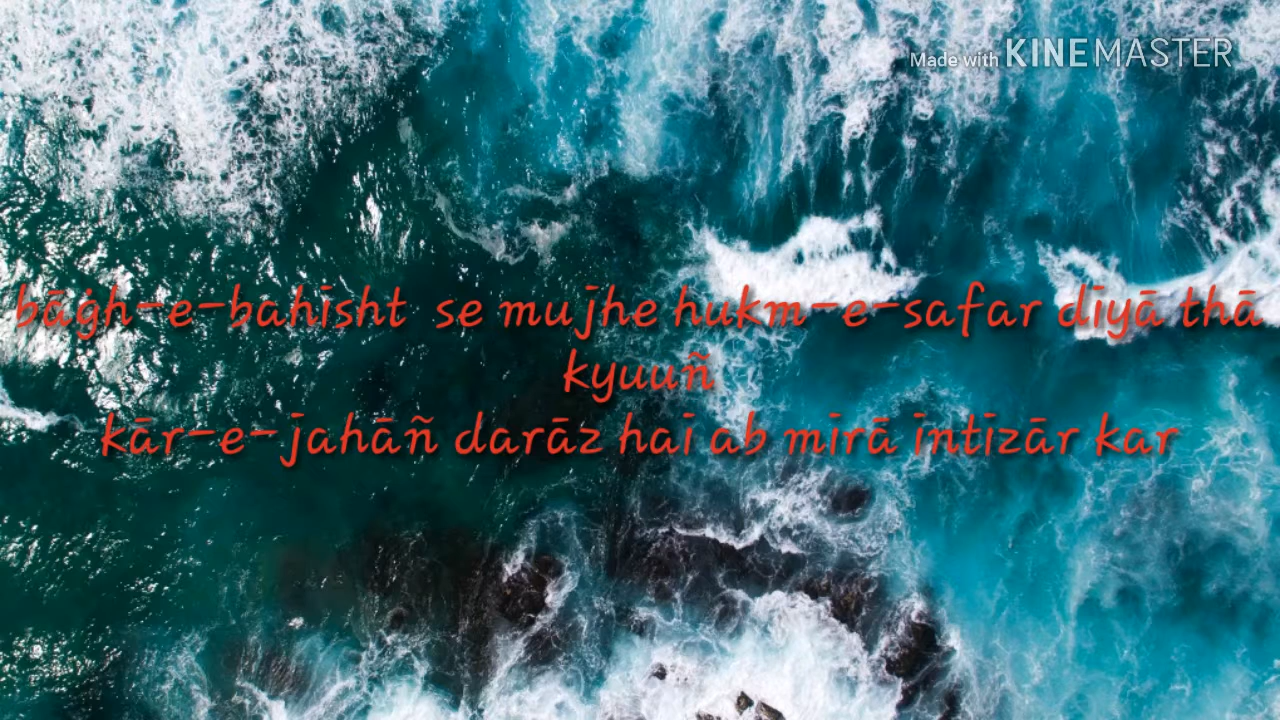 Made with KINEMASTER
bāġh-e-bahisht se mujhe hukm-e-safar diyā thā
kyuuñ
kār-e-jahāñ darāz hai ab mirā intizār kar